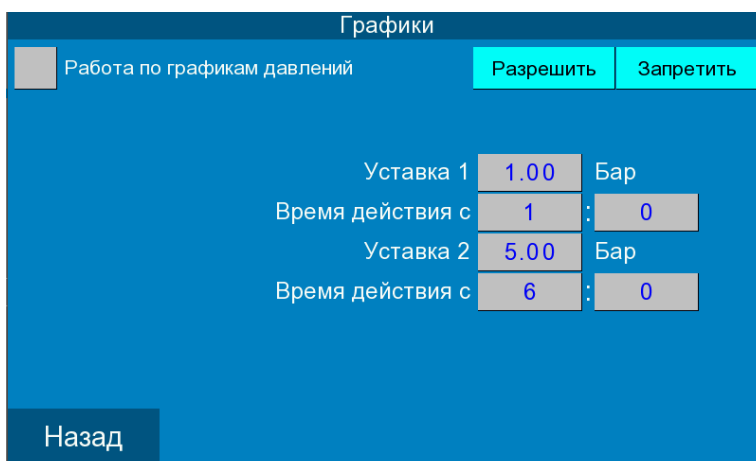 Графики
Работа по графикам давлений Разрешить Запретить
Уставка 1 1.00 Бар
Время действия с 1 : 0
Уставка 2 5.00 Бар
Время действия с 6 : 0
Назад